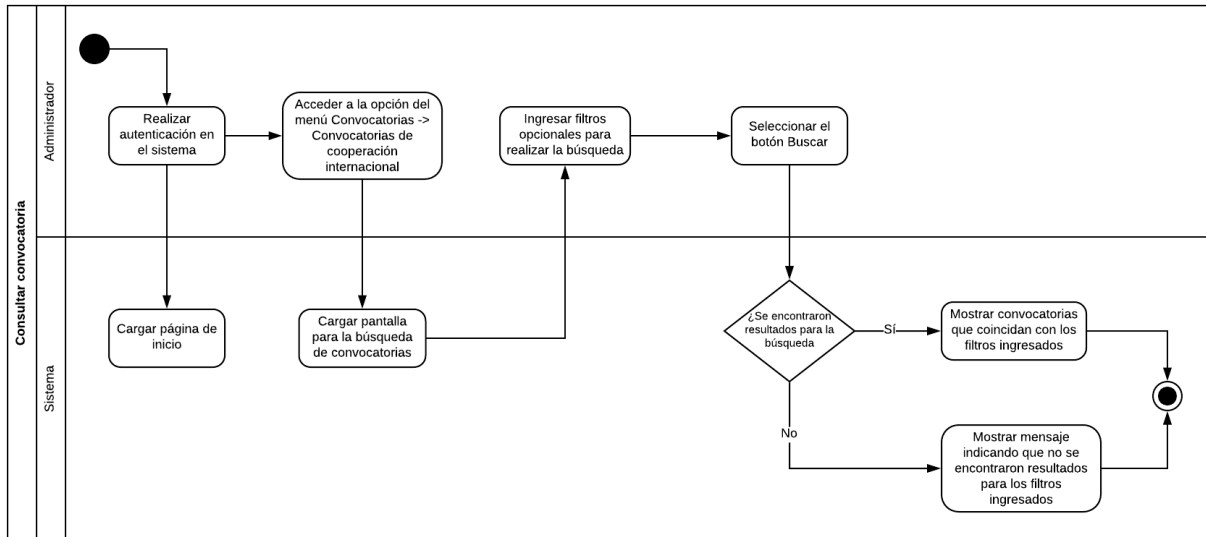 Consultar convocatoria
Administrador
Realizar
autenticación en
el sistema
Acceder a la opción del
menú Convocatorias ->
Convocatorias de
cooperación
internacional
Ingresar filtros
opcionales para
realizar la búsqueda
Seleccionar el
botón Buscar
Sistema
Cargar página de
inicio
Cargar pantalla
para la búsqueda
de convocatorias
¿Se encontraron
resultados para la
búsqueda
Sí
Mostrar convocatorias
que coincidan con los
filtros ingresados
No
Mostrar mensaje
indicando que no se
encontraron resultados
para los filtros
ingresados